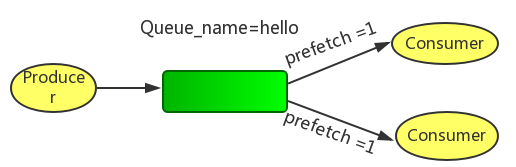 Queue_name=hello
prefetch =1
Consumer
Produce
r
prefetch =1
Consumer